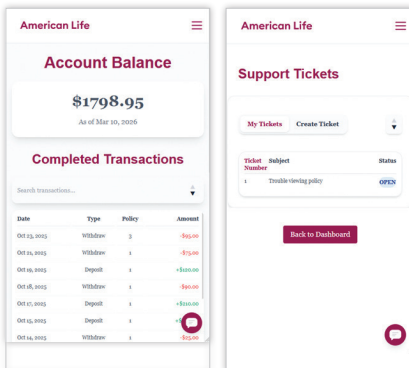 American Life
Account Balance
$1798.95
As of Mar 10, 2026
Completed Transactions
Search transactions...
Date Type Policy Amount
Oct 23, 2025 Withdraw 3 -$95.00
Oct 21, 2025 Withdraw 1 -$75.00
Oct 19, 2025 Deposit 1 +$120.00
Oct 18, 2025 Withdraw 1 -$40.00
Oct 17, 2025 Deposit 1 +$210.00
Oct 15, 2025 Deposit 1
Oct 14, 2025 Withdraw 1 -$25.00
American Life
Support Tickets
My Tickets Create Ticket
Ticket Number Subject Status
1 Trouble viewing policy OPEN
Back to Dashboard